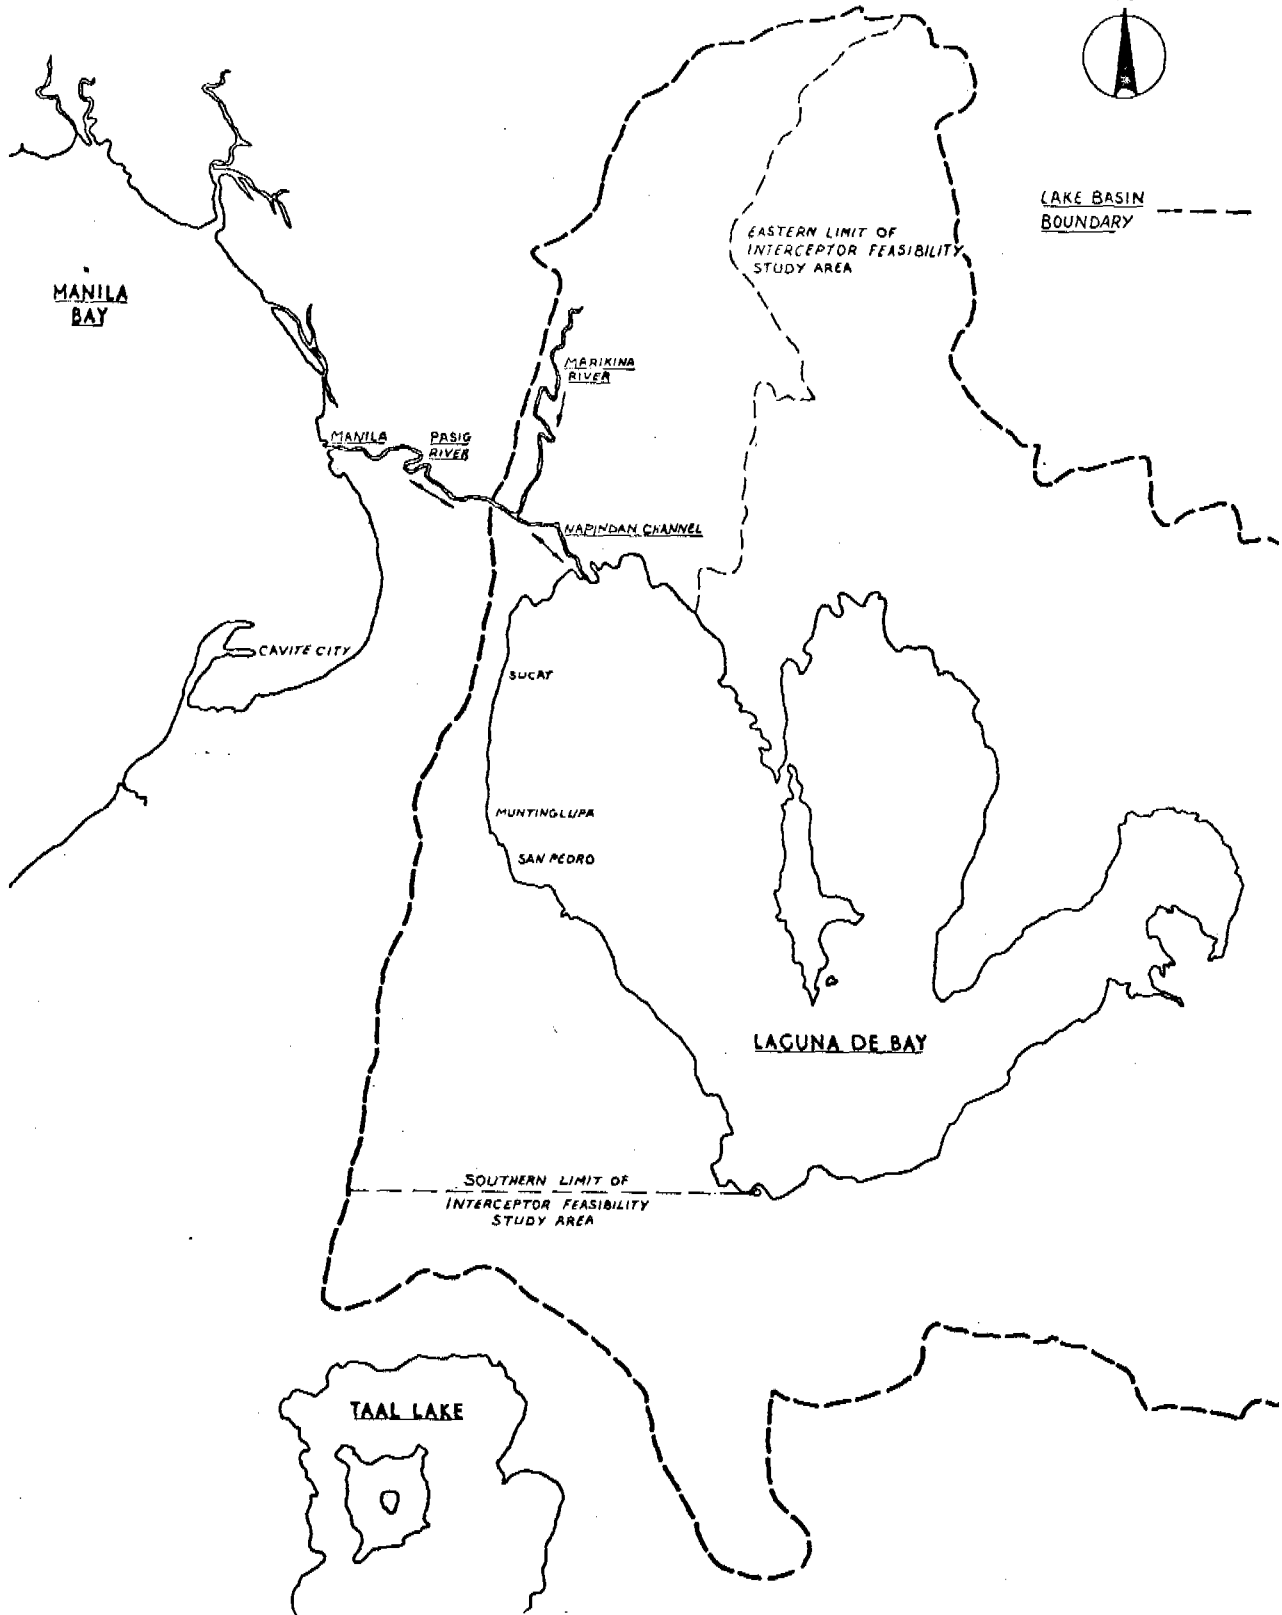 LAKE BASIN
BOUNDARY
EASTERN LIMIT OF
INTERCEPTOR FEASIBILITY
STUDY AREA
MANILA
BAY
MARIKINA
RIVER
MANILA
PASIG
RIVER
NAPINDAN CHANNEL
CAVITE CITY
SUCAT
MUNTINGLUPA
SAN PEDRO
LAGUNA DE BAY
SOUTHERN LIMIT OF
INTERCEPTOR FEASIBILITY
STUDY AREA
TAAL LAKE